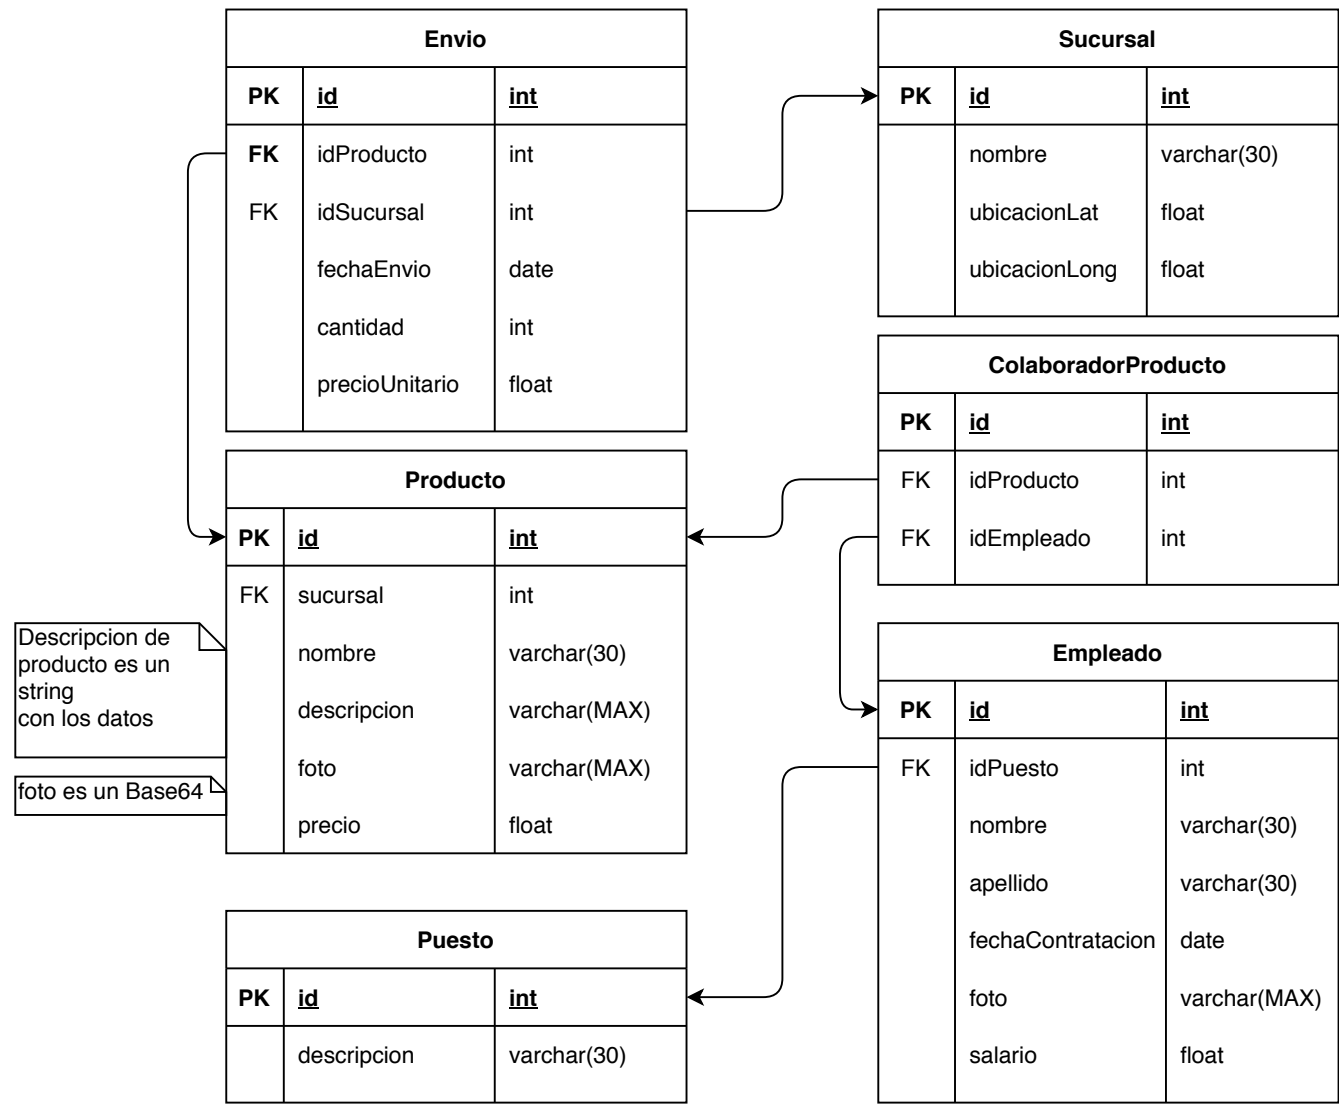 Envio
PK id int
FK idProducto int
FK idSucursal int
fechaEnvio date
cantidad int
precioUnitario float
Sucursal
PK id int
nombre varchar(30)
ubicacionLat float
ubicacionLong float
ColaboradorProducto
PK id int
FK idProducto int
FK idEmpleado int
Producto
PK id int
FK sucursal int
nombre varchar(30)
descripcion varchar(MAX)
foto varchar(MAX)
precio float
Descripcion de
producto es un
string
con los datos
foto es un Base64
Empleado
PK id int
FK idPuesto int
nombre varchar(30)
apellido varchar(30)
fechaContratacion date
foto varchar(MAX)
salario float
Puesto
PK id int
descripcion varchar(30)